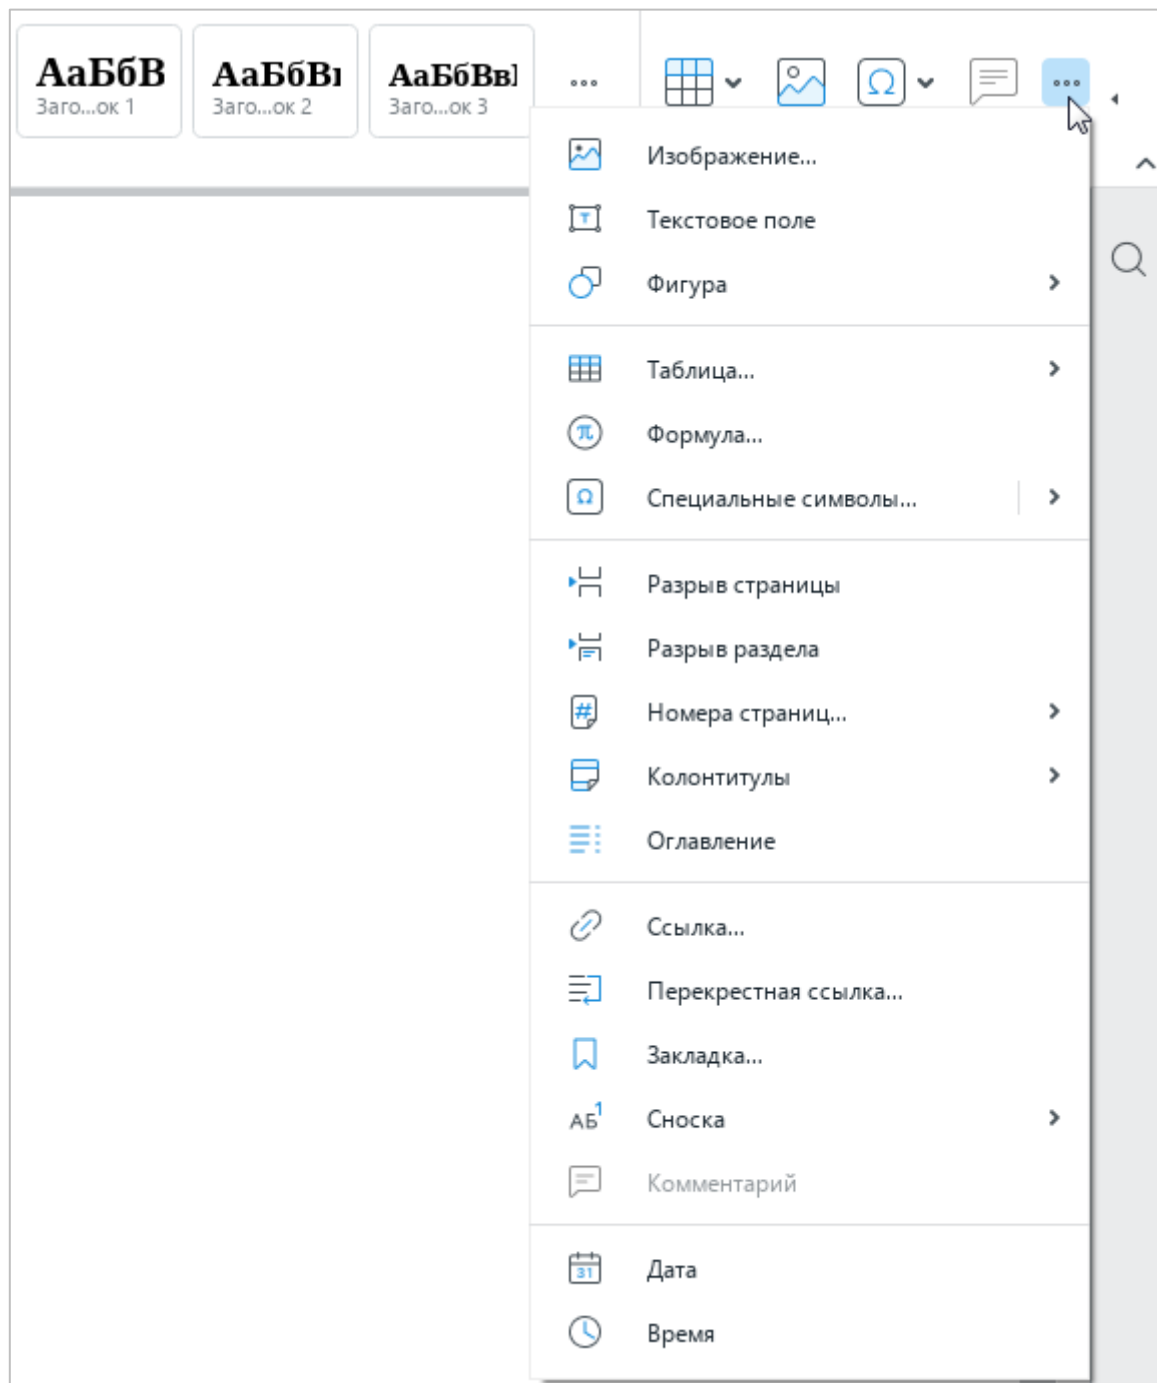 АаБбВ
Заго...ок 1
АаБбВ
Заго...ок 2
АаБбВв
Заго...ок 3
Изображение...
Текстовое поле
Фигура
Таблица...
Формула...
Специальные символы...
Разрыв страницы
Разрыв раздела
Номера страниц...
Колонтитулы
Оглавление
Ссылка...
Перекрестная ссылка...
Закладка...
АБ1
Сноска
Комментарий
31
Дата
Время